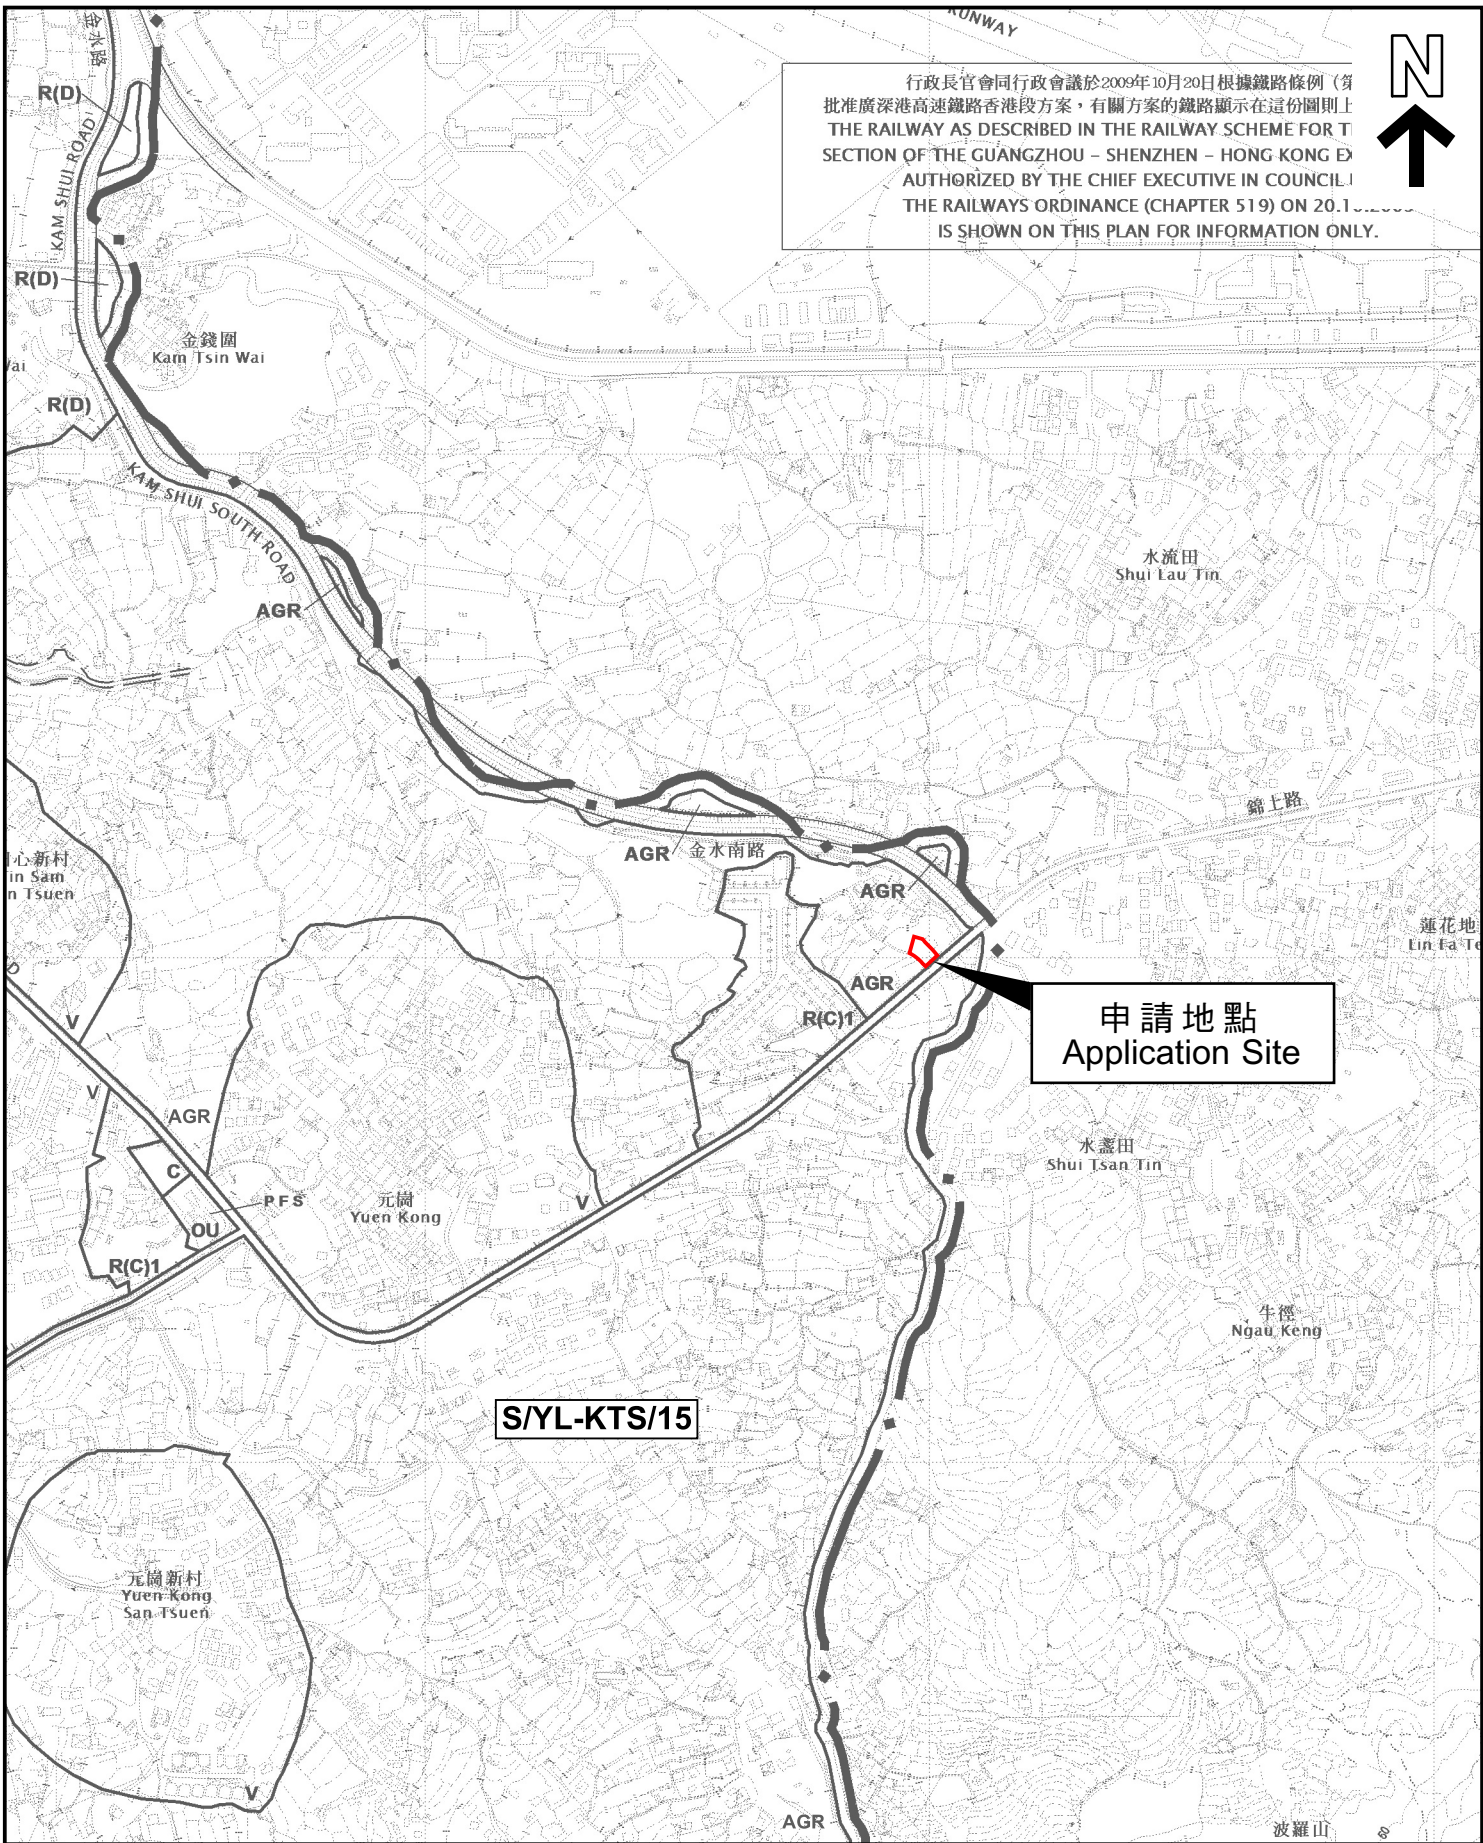 RUNWAY
N
金水路
行政長官會同行政會議於2009年10月20日根據鐵路條例（第
批准廣深港高速鐵路香港段方案，有關方案的鐵路顯示在這份圖則上
THE RAILWAY AS DESCRIBED IN THE RAILWAY SCHEME FOR
SECTION OF THE GUANGZHOU – SHENZHEN – HONG KONG
AUTHORIZED BY THE CHIEF EXECUTIVE IN COUNCIL
THE RAILWAYS ORDINANCE (CHAPTER 519) ON
IS SHOWN ON THIS PLAN FOR INFORMATION ONLY.
R(D)
KAM SHUI ROAD
R(D)
金錢圍
Kam Tsin Wai
R(D)
KAM SHUI SOUTH ROAD
水流田
Shui Lau Tin
AGR
錦上路
AGR
金水南路
心新村
Sam
Tsuen
AGR
蓮花地
Lin Fa
AGR
R(C)1
申請地點
Application Site
V
V
AGR
C
PFS
OU
R(C)1
元崗
Yuen Kong
V
水盞田
Shui Tsan Tin
牛徑
Ngau Keng
S/YL-KTS/15
元崗新村
Yuen Kong
San Tsuen
V
AGR
波羅山